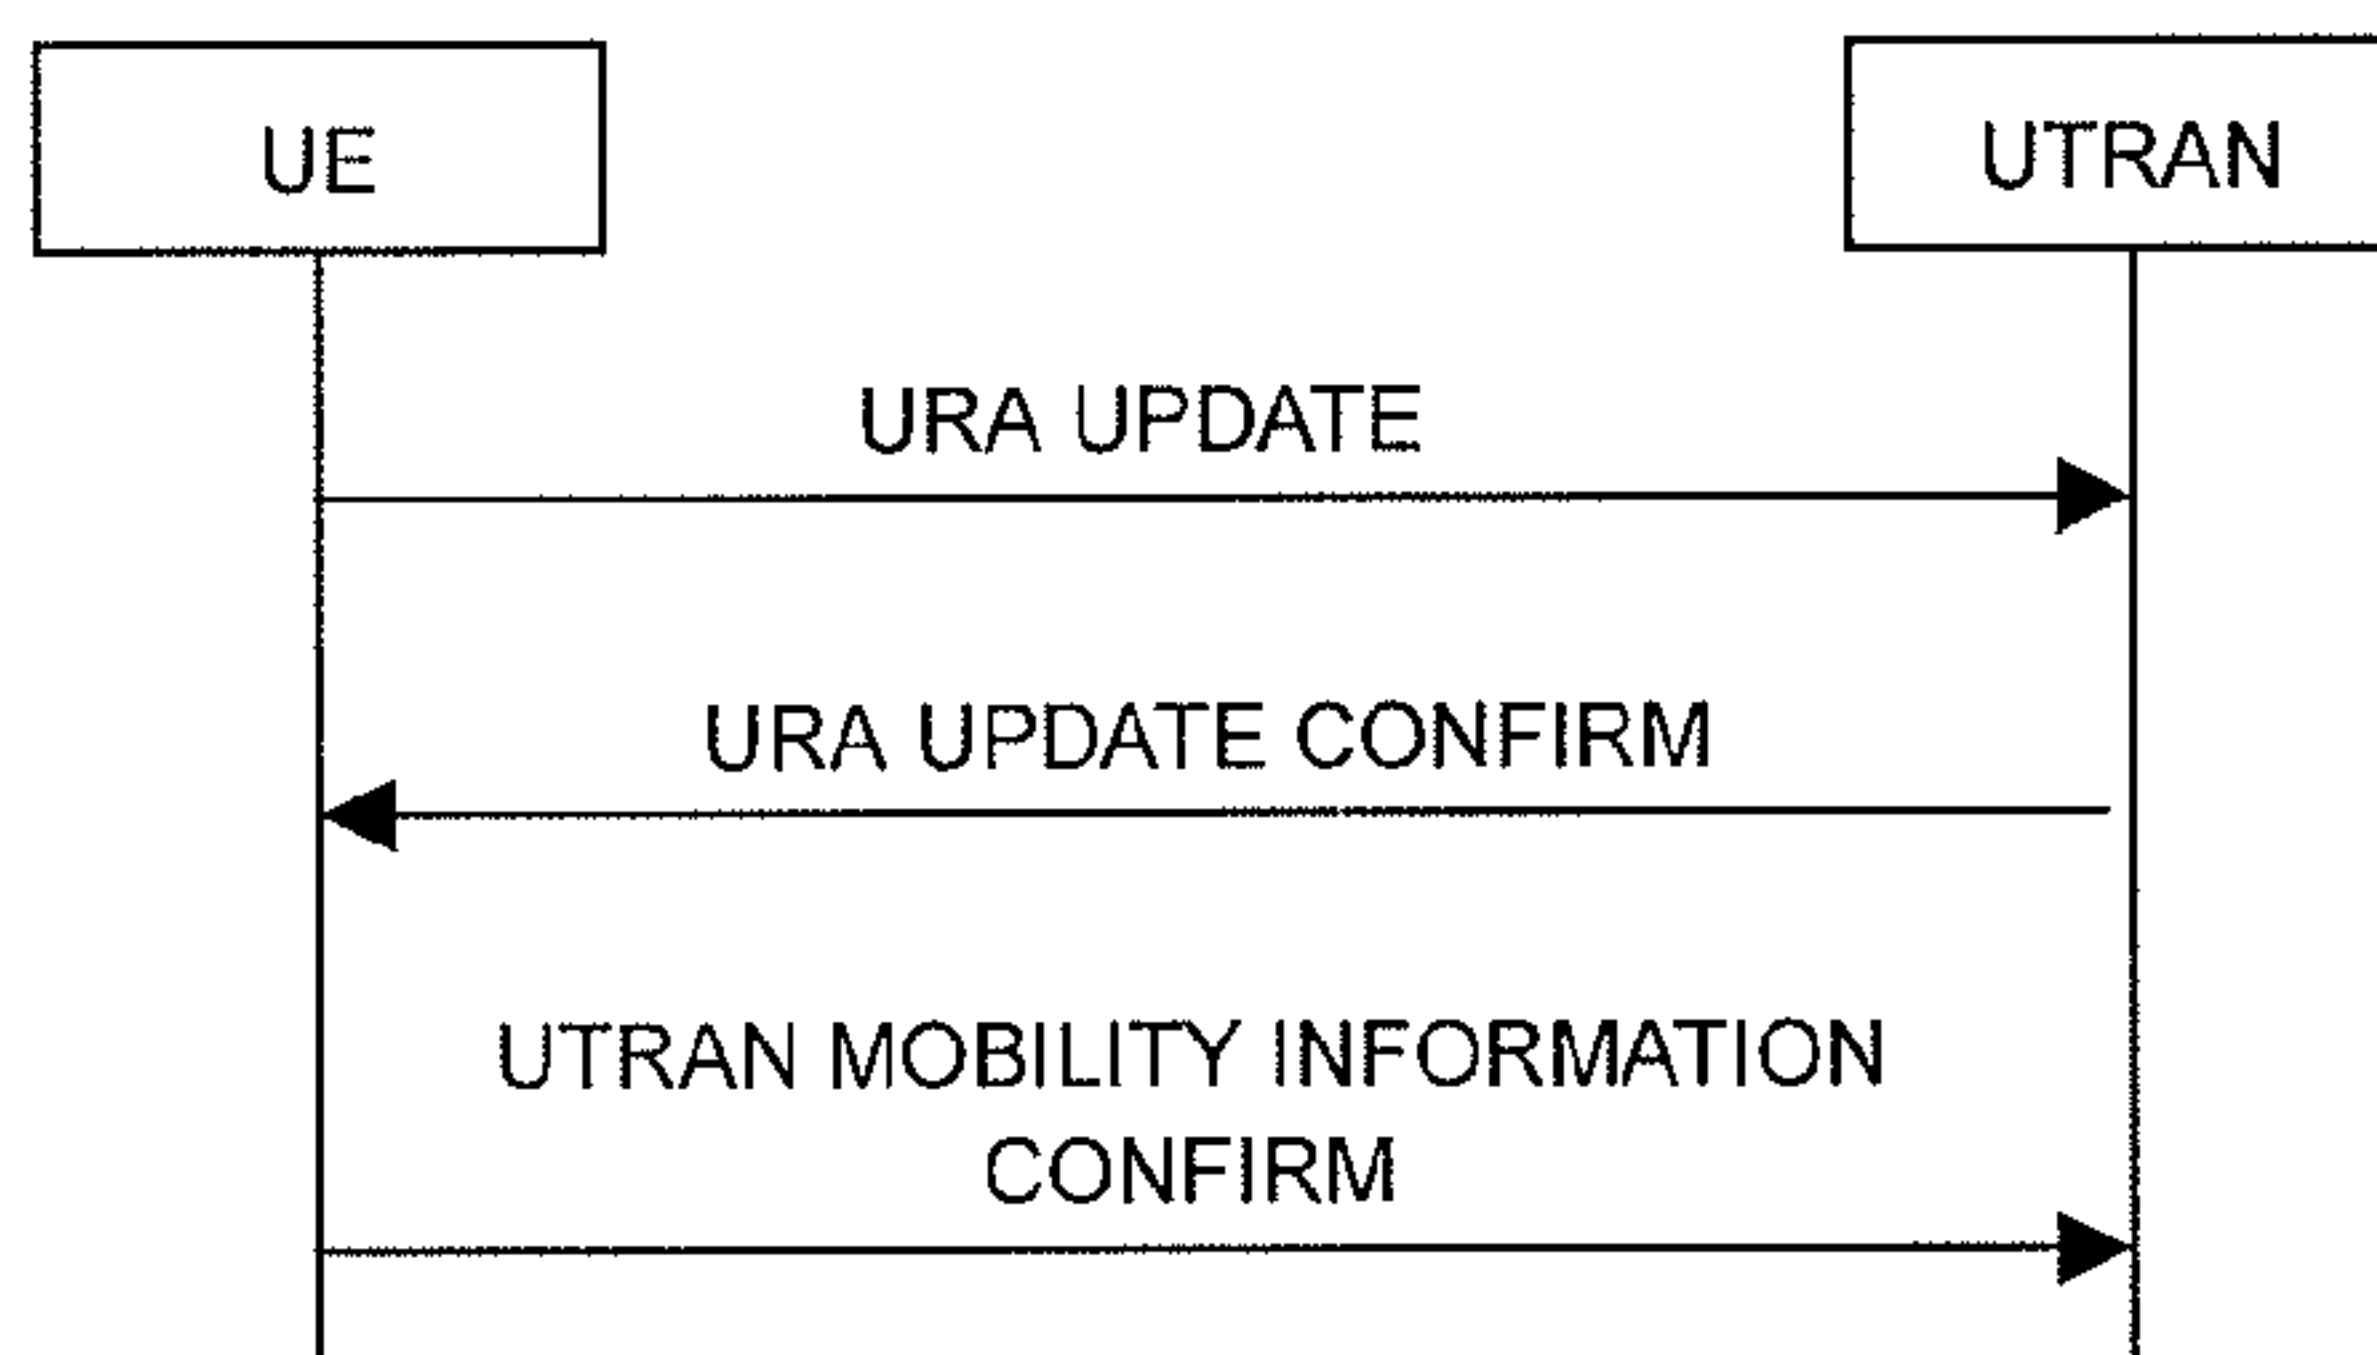 UE
UTRAN
URA UPDATE
URA UPDATE CONFIRM
UTRAN MOBILITY INFORMATION
CONFIRM